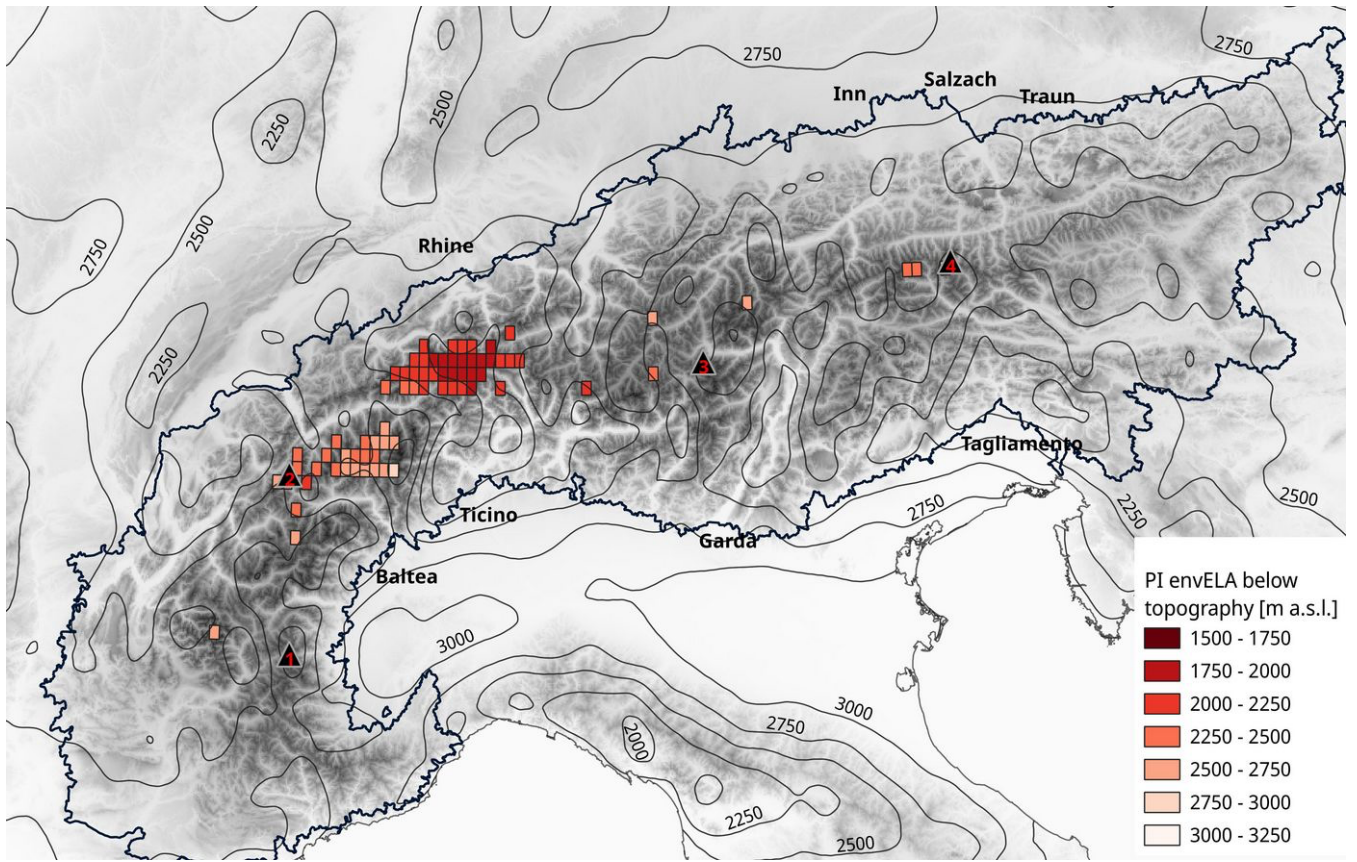 2750
2750
Salzach
Inn
Traun
2250
2500
2500
2750
Rhine
4
2250
3
Tagliamento
2500
2
2750
2250
Ticino
Garda
Baltea
3000
1
3000
2750
2000
2250
2500
PI envELA below
topography [m a.s.l.]
1500 - 1750
1750 - 2000
2000 - 2250
2250 - 2500
2500 - 2750
2750 - 3000
3000 - 3250